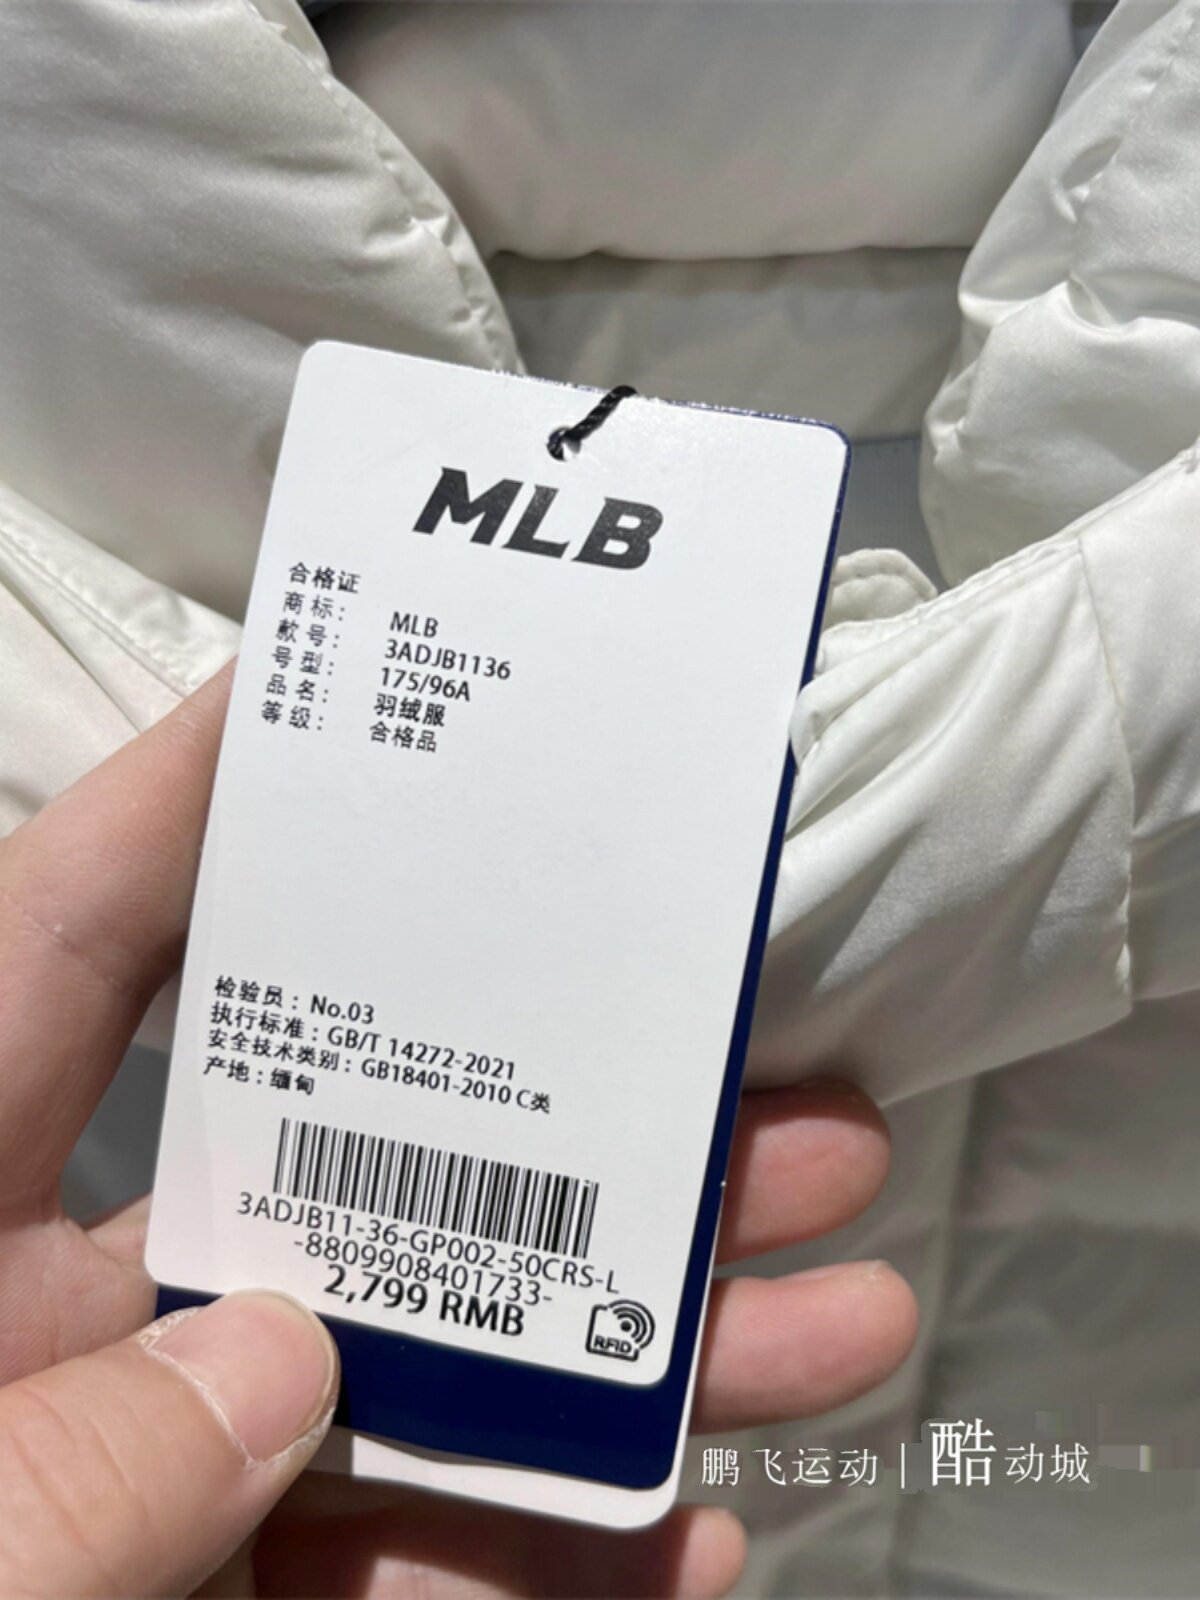 MLB
合格证
商标： MLB
款号： 3ADJB1136
号型： 175/96A
品名： 羽绒服
等级： 合格品
检验员：No.03
执行标准：GB/T 14272-2021
安全技术类别：GB18401-2010 C类
产地：缅甸
3ADJB11-36-GP002-50CRS-L
-8809908401733-
2,799 RMB
RFID
鹏飞运动｜酷动城